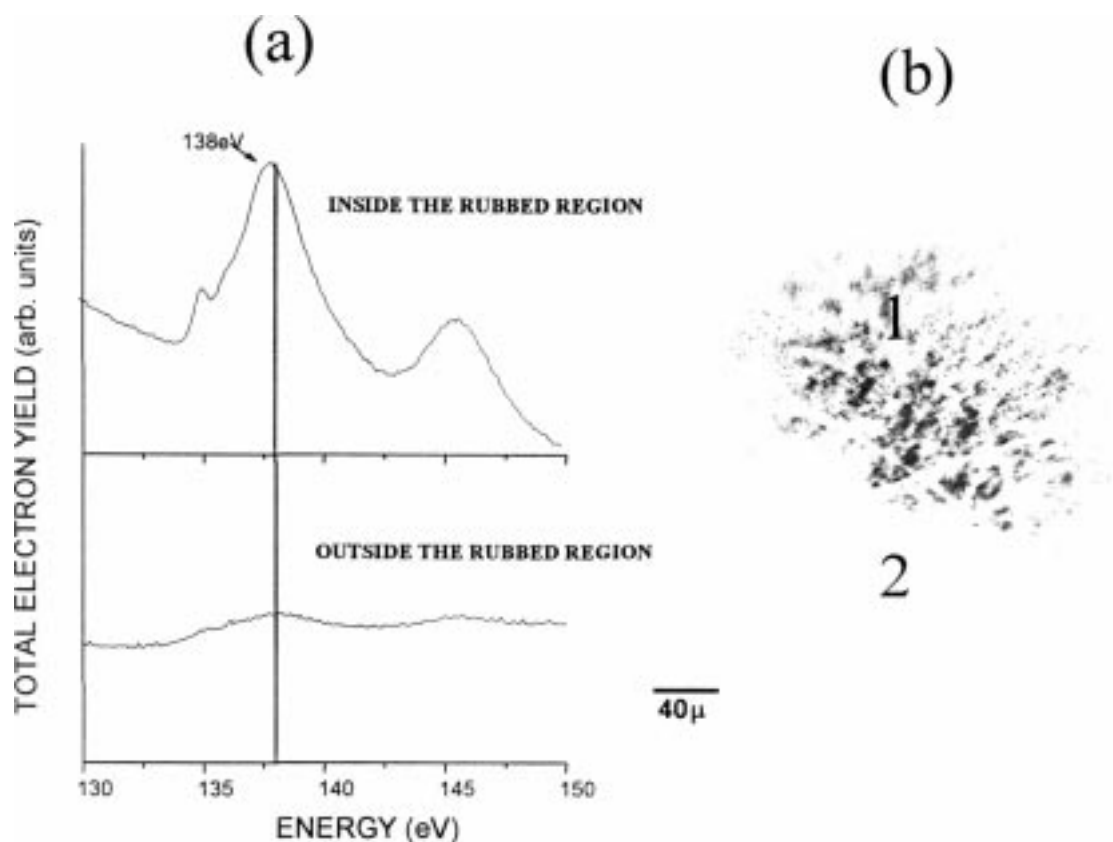 (a)
(b)
138eV
INSIDE THE RUBBED REGION
1
OUTSIDE THE RUBBED REGION
2
40μ
TOTAL ELECTRON YIELD (arb. units)
130 135 140 145 150
ENERGY (eV)